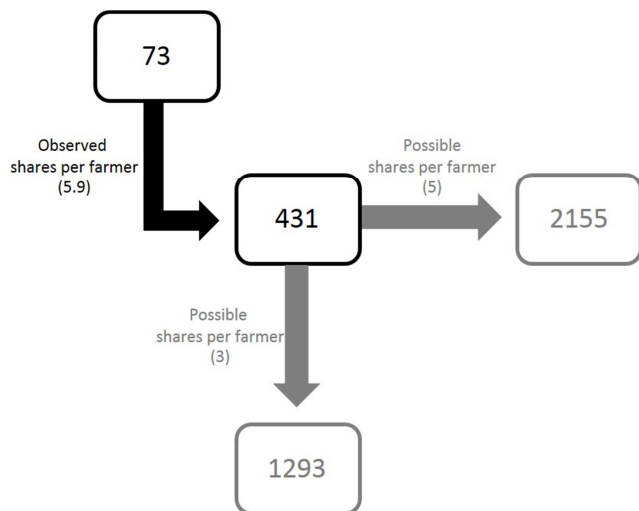 73
Observed
shares per farmer
(5.9)
Possible
shares per farmer
(5)
431
2155
Possible
shares per farmer
(3)
1293